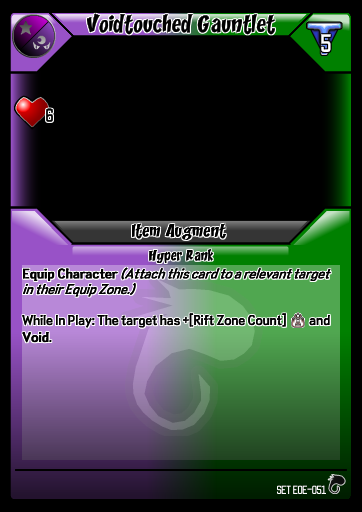 Voidtouched Gauntlet
5
6
Item Augment
Hyper Rank
Equip Character (Attach this card to a relevant target
in their Equip Zone.)
While In Play: The target has +[Rift Zone Count] and
Void.
SET EOE-051